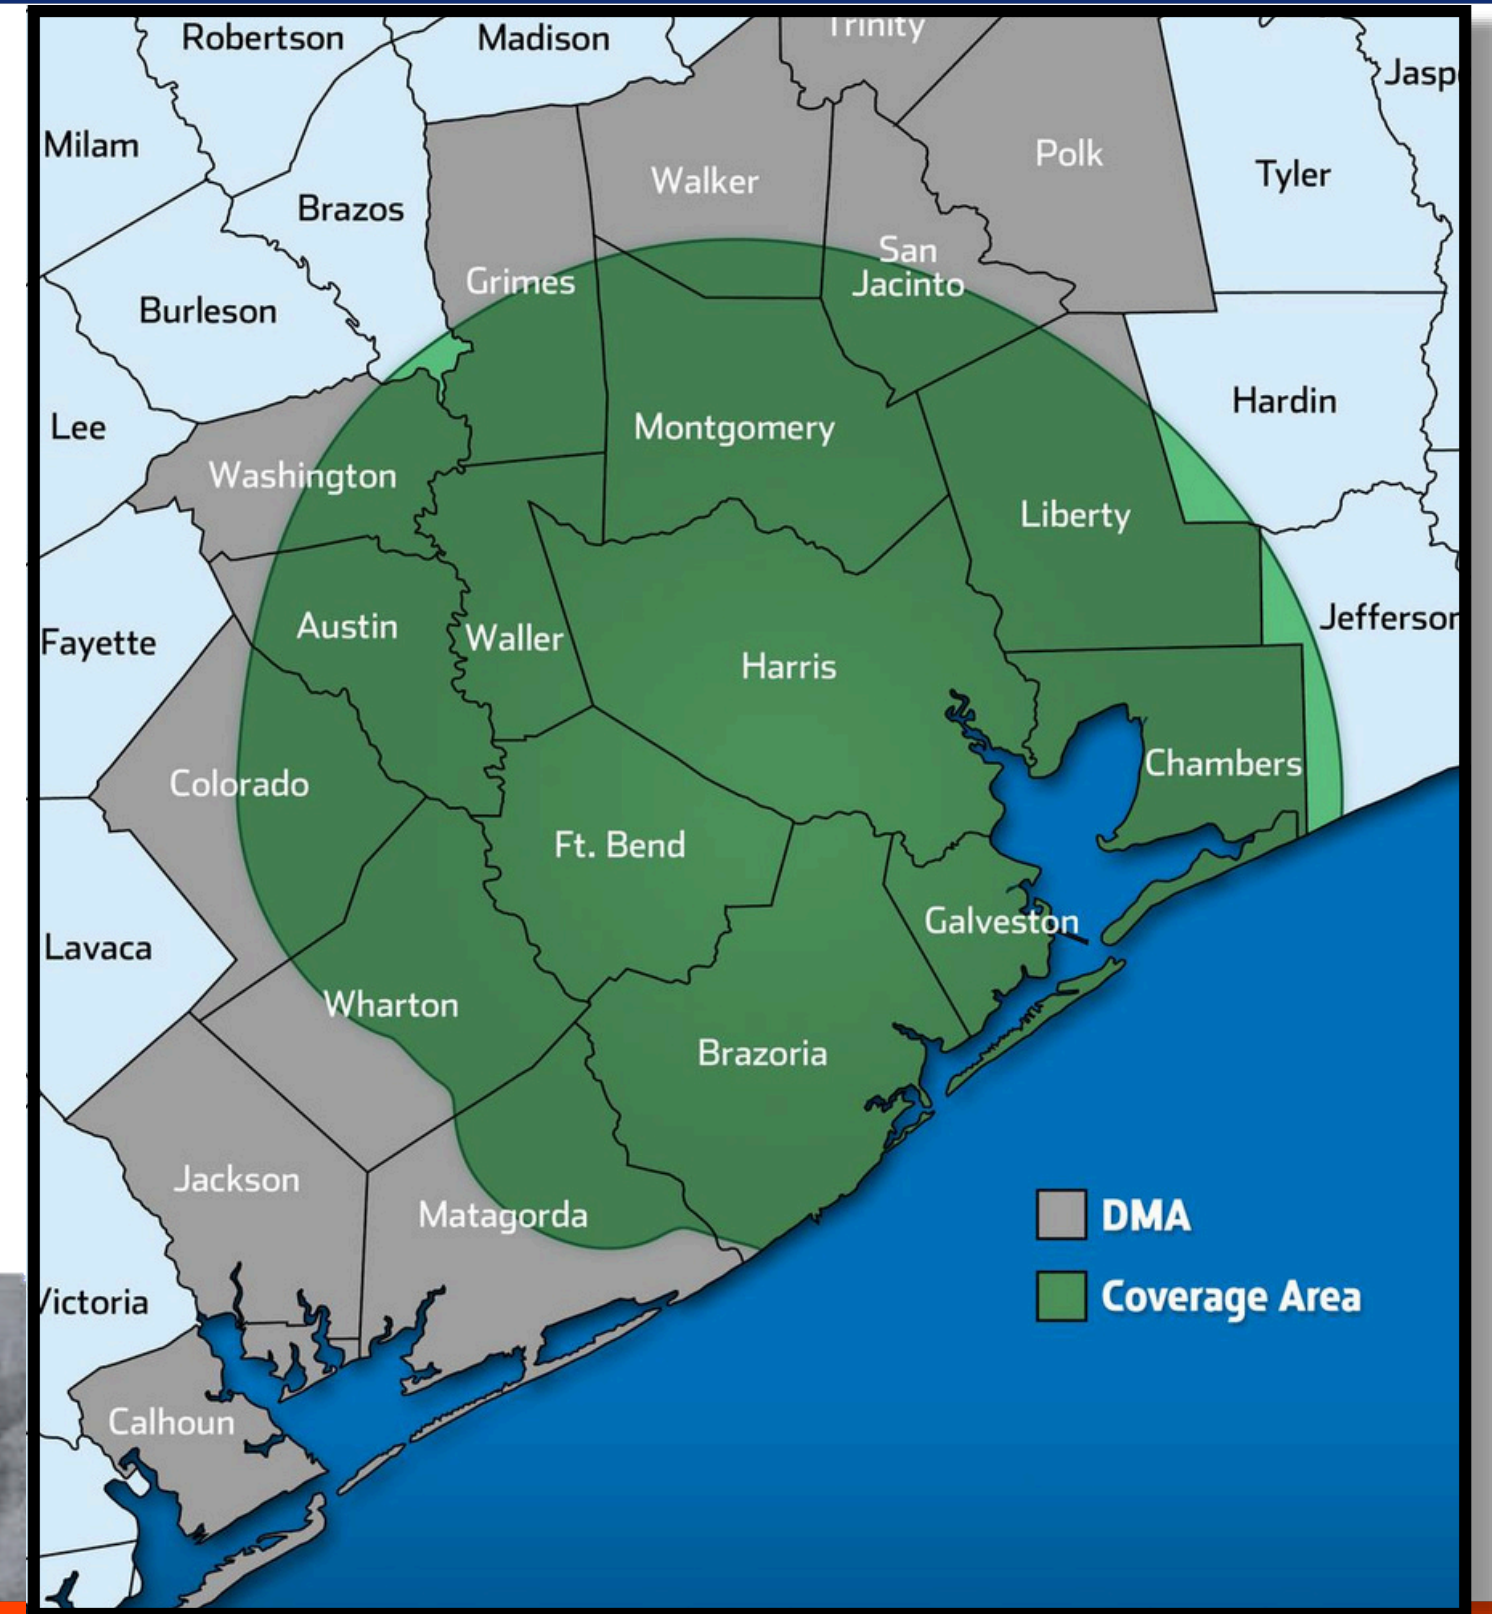 Trinity
Robertson
Madison
Jasp
Milam
Polk
Tyler
Walker
Brazos
San
Jacinto
Grimes
Burleson
Hardin
Lee
Montgomery
Washington
Liberty
Jefferson
Austin
Waller
Fayette
Harris
Chambers
Colorado
Ft. Bend
Galveston
Lavaca
Wharton
Brazoria
Jackson
Matagorda
DMA
Victoria
Coverage Area
Calhoun